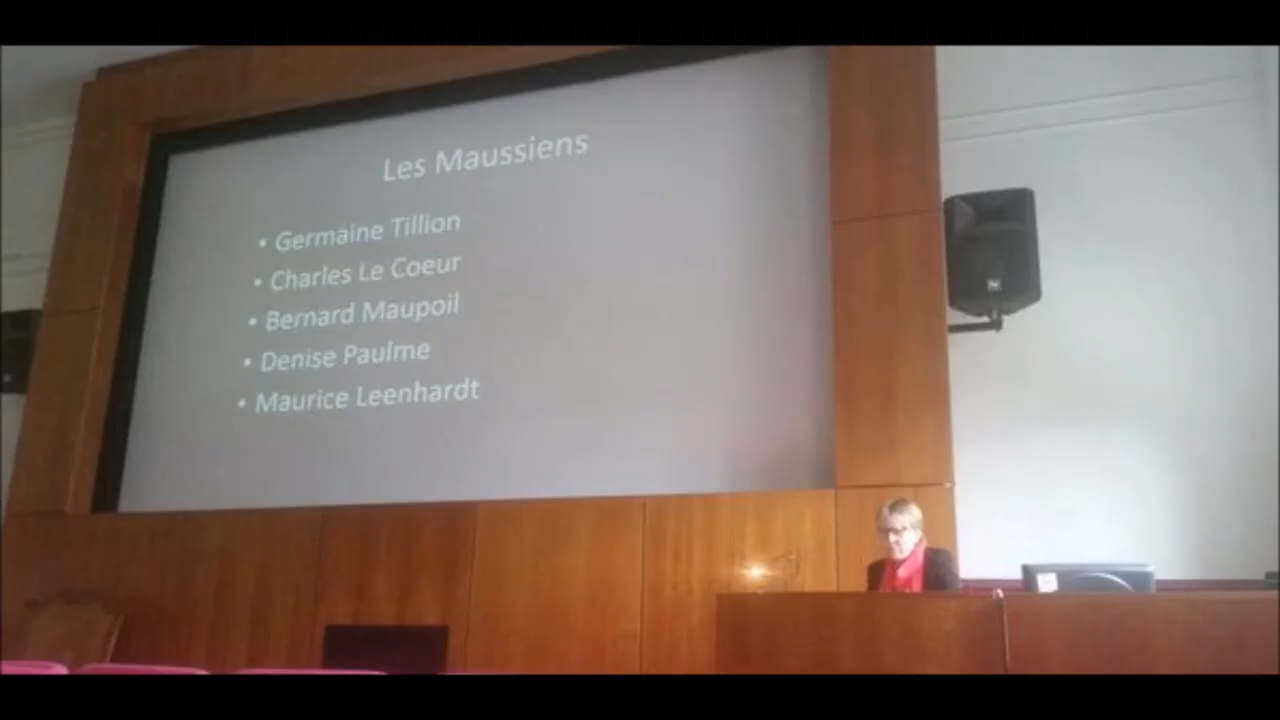 Les Maussiens
• Germaine Tillion
• Charles Le Coeur
• Bernard Maupoil
• Denise Paulme
• Maurice Leenhardt